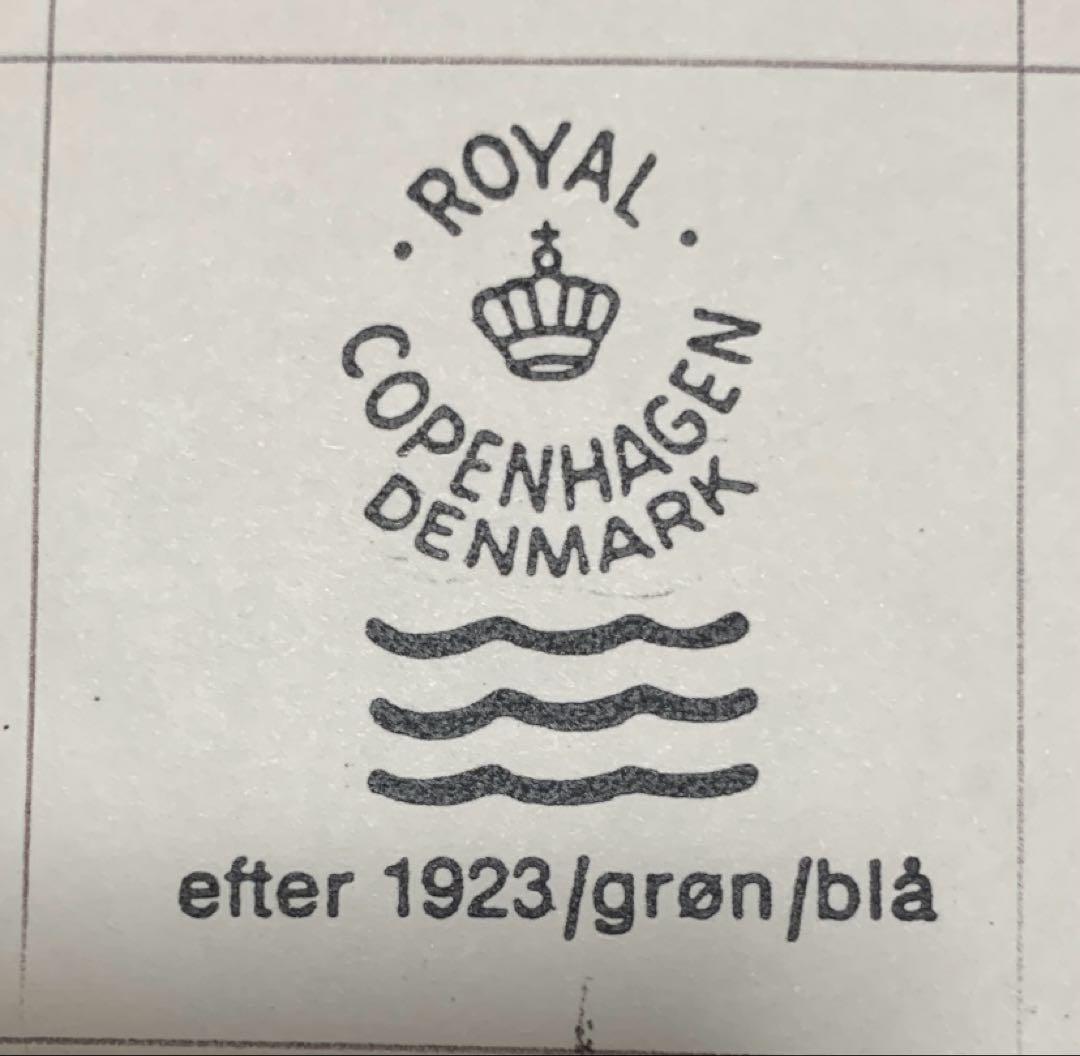 · ROYAL ·
COPENHAGEN
DENMARK
efter 1923/grøn/blå